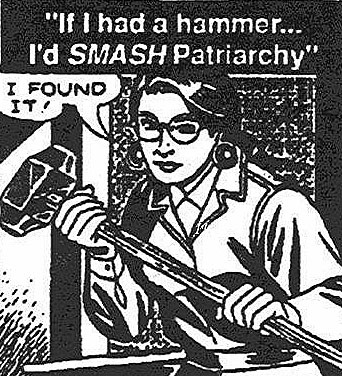 "If I had a hammer...
I'd SMASH Patriarchy"
I FOUND
IT!